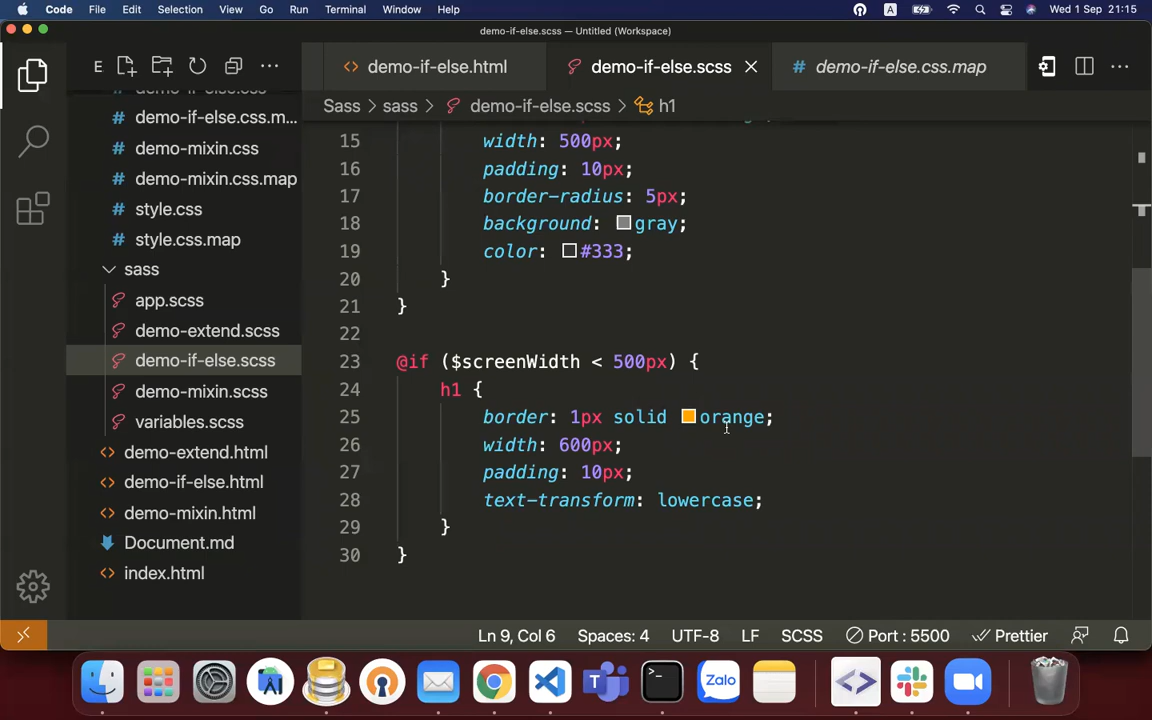 Code File Edit Selection View Go Run Terminal Window Help A Wed 1 Sep 21:15
demo-if-else.scss — Untitled (Workspace)
E
demo-if-else.html
demo-if-else.scss
# demo-if-else.css.map
Sass > sass > demo-if-else.scss > h1
# demo-if-else.css.m...
# demo-mixin.css
# demo-mixin.css.map
# style.css
# style.css.map
sass
app.scss
demo-extend.scss
demo-if-else.scss
demo-mixin.scss
variables.scss
<> demo-extend.html
<> demo-if-else.html
<> demo-mixin.html
Document.md
<> index.html
15 width: 500px;
16 padding: 10px;
17 border-radius: 5px;
18 background: gray;
19 color: #333;
20 }
21 }
22
23 @if ($screenWidth < 500px) {
24 h1 {
25 border: 1px solid orange;
26 width: 600px;
27 padding: 10px;
28 text-transform: lowercase;
29 }
30 }
Ln 9, Col 6 Spaces: 4 UTF-8 LF SCSS Port : 5500 Prettier
Zalo